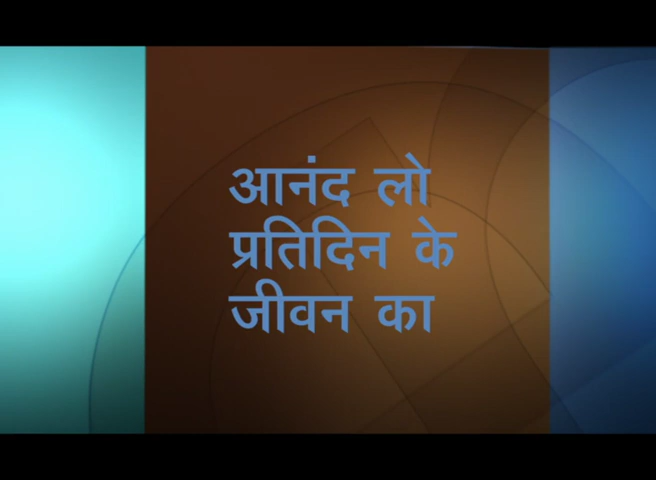 आनंद लो
प्रतिदिन के
जीवन का